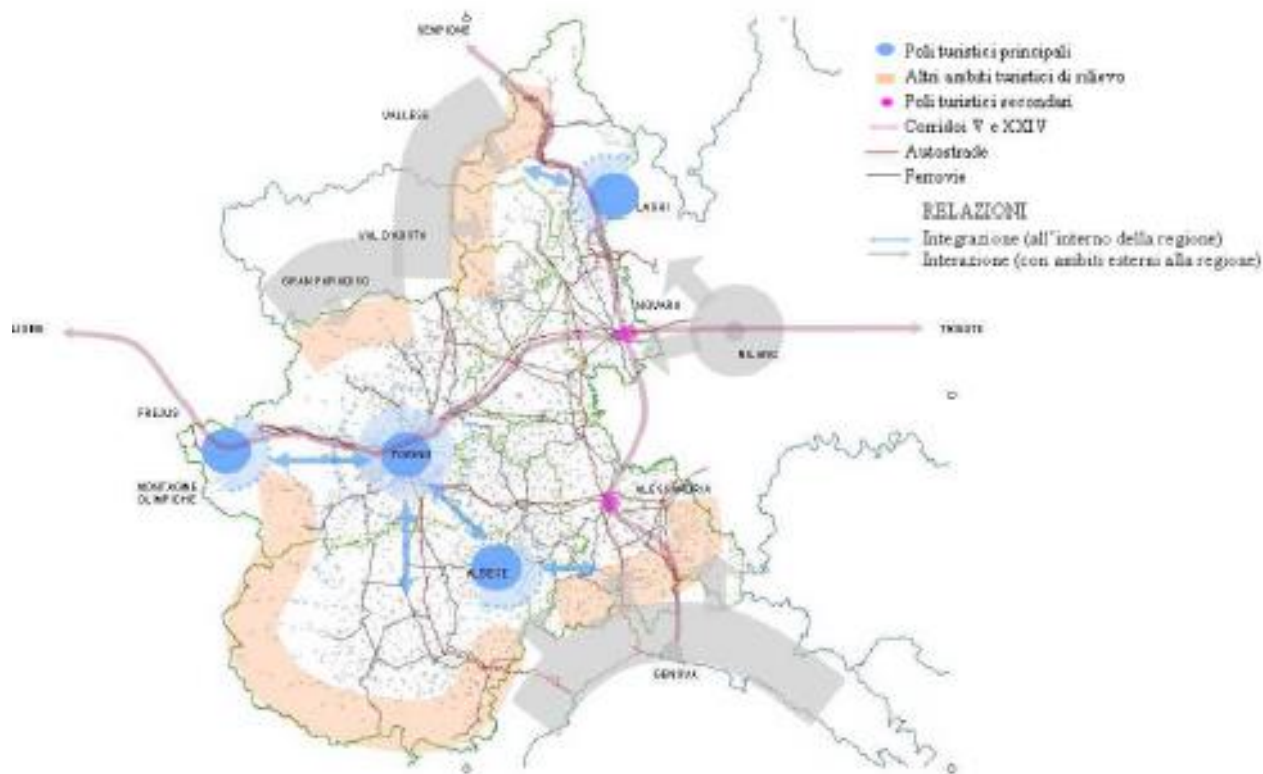 SEMPIONE
Poli turistici principali
Altri ambiti turistici di rilievo
Poli turistici secondari
Corridoi V e XXIV
Autostrade
Ferrovie
RELAZIONI
Integrazione (all'interno della regione)
Interazione (con ambiti esterni alla regione)
VALLESE
LAGHI
VAL D'AOSTA
GRAN PARADISO
NOVARA
TRIESTE
MILANO
FREJUS
TORINO
MONTAGNE
OLIMPICHE
ALESSANDRIA
GENOVA